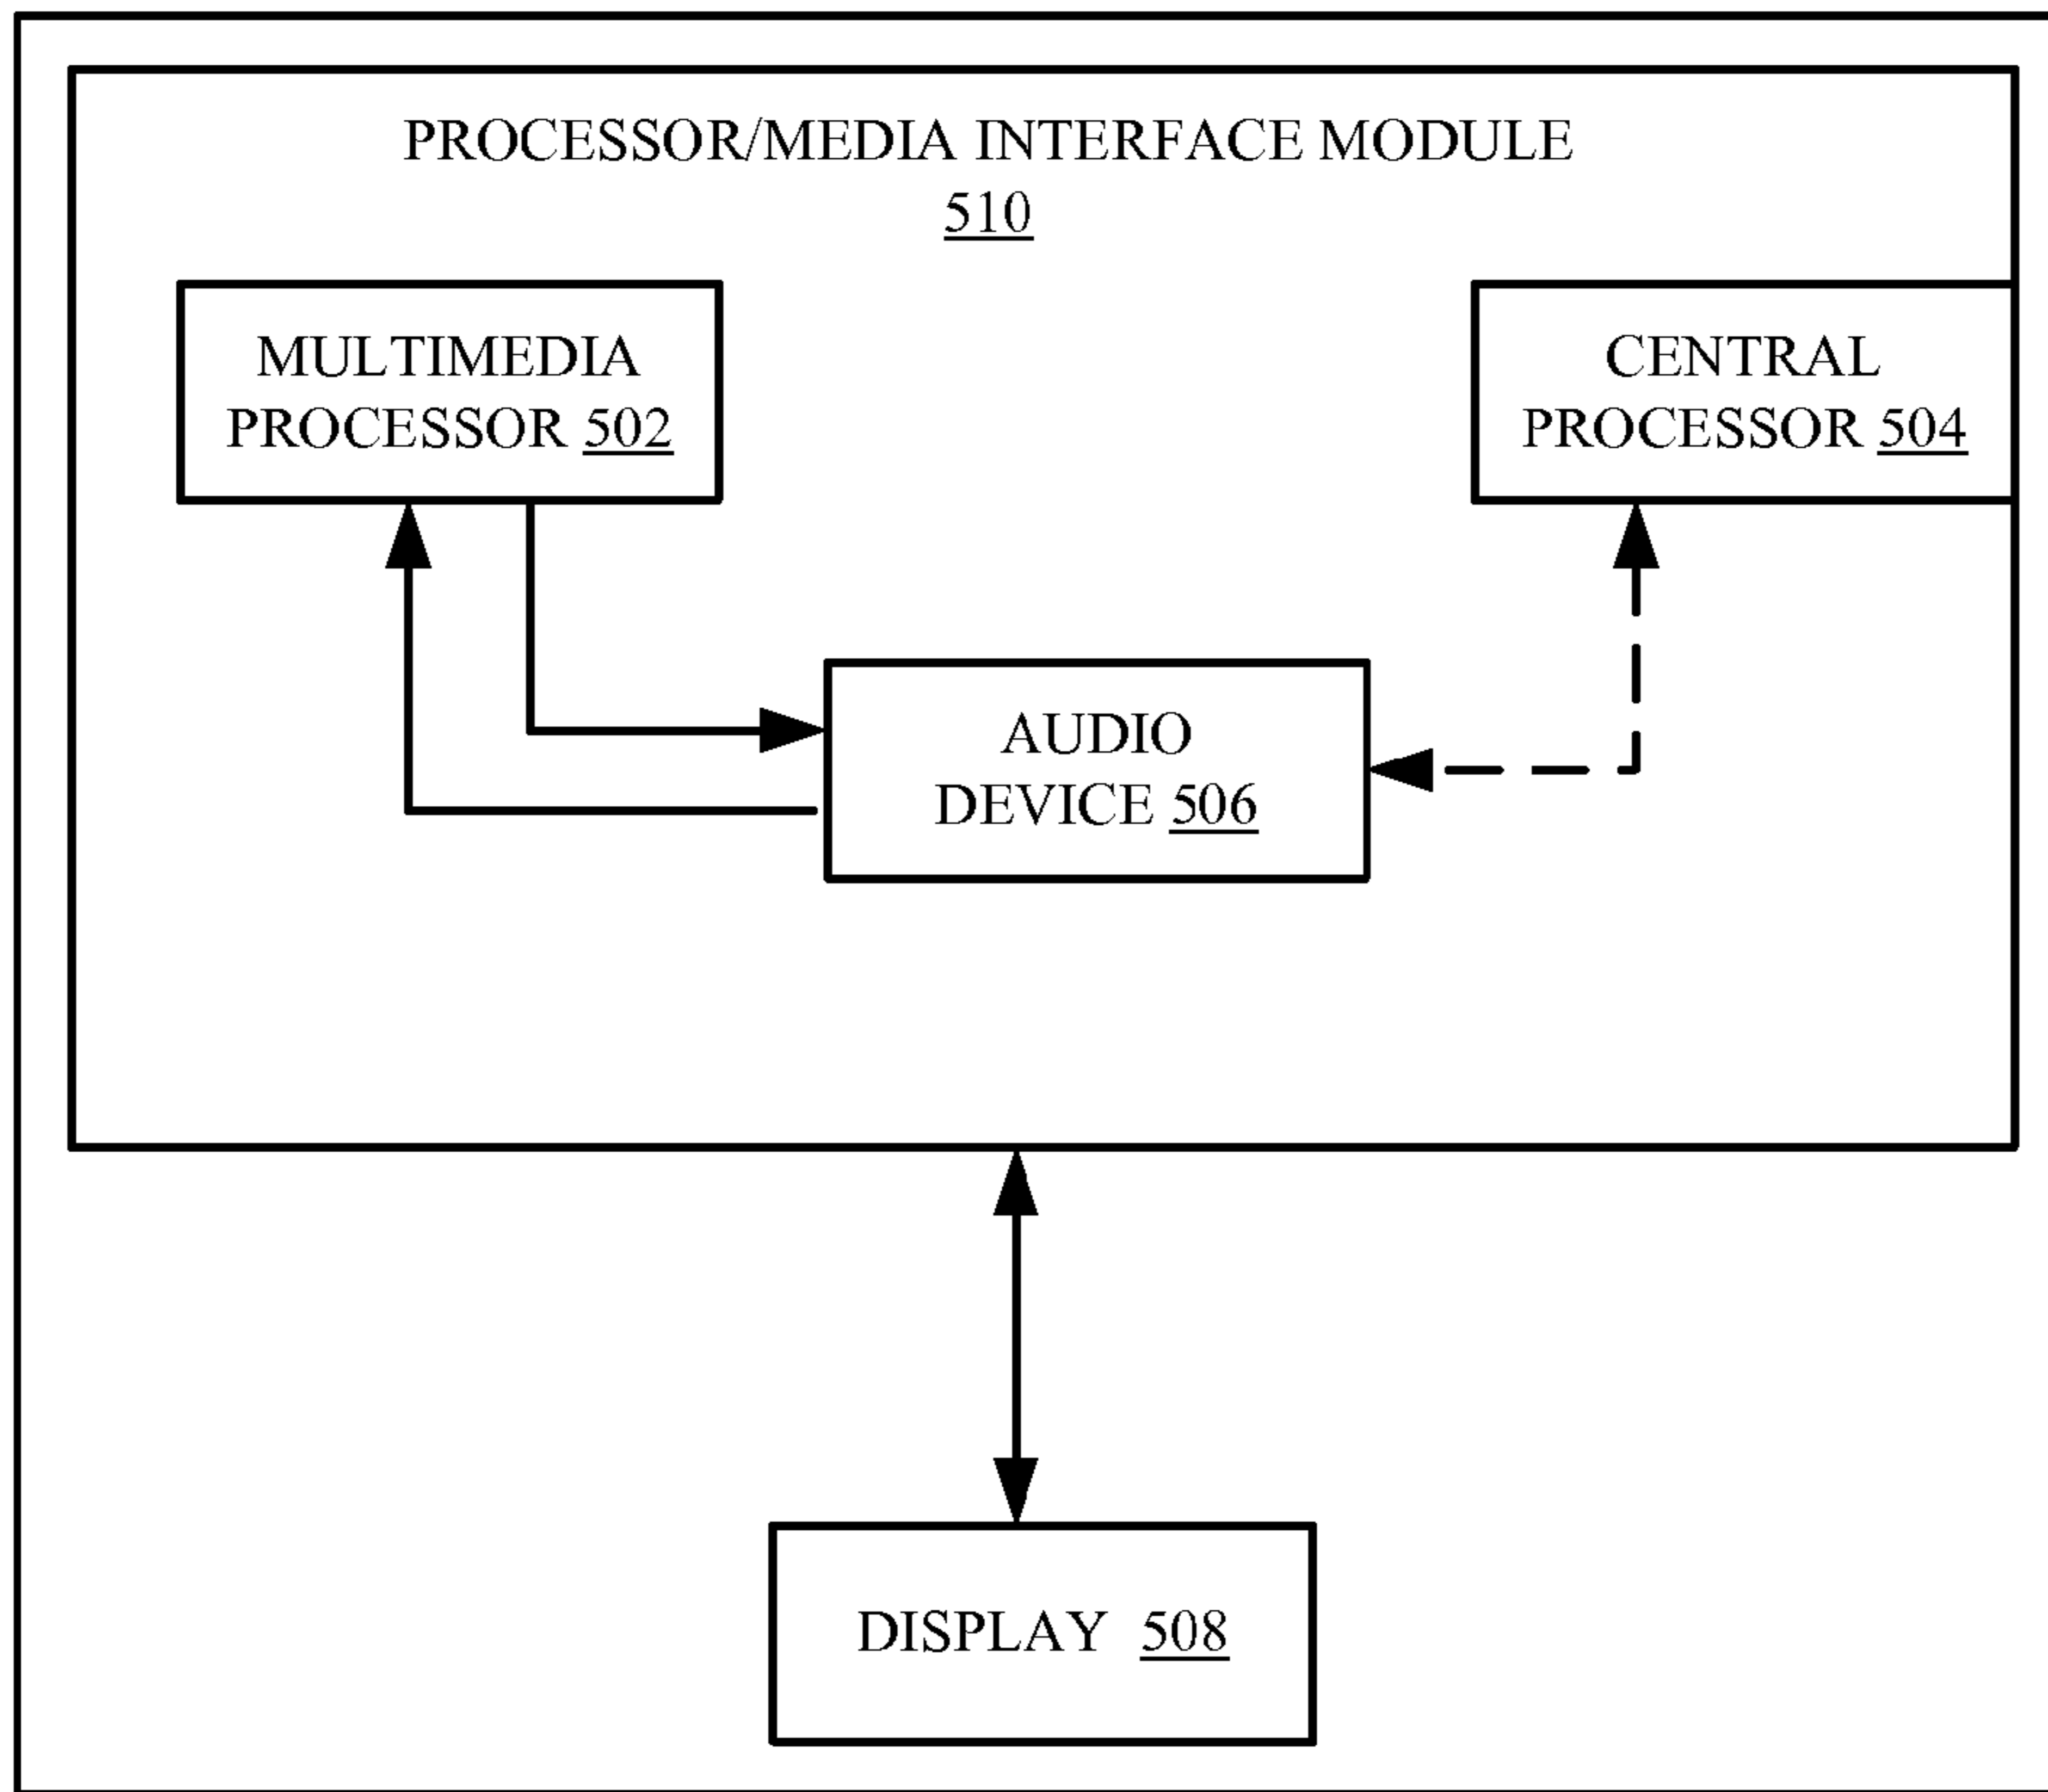 PROCESSOR/MEDIA INTERFACE MODULE
510
MULTIMEDIA
PROCESSOR 502
CENTRAL
PROCESSOR 504
AUDIO
DEVICE 506
DISPLAY 508